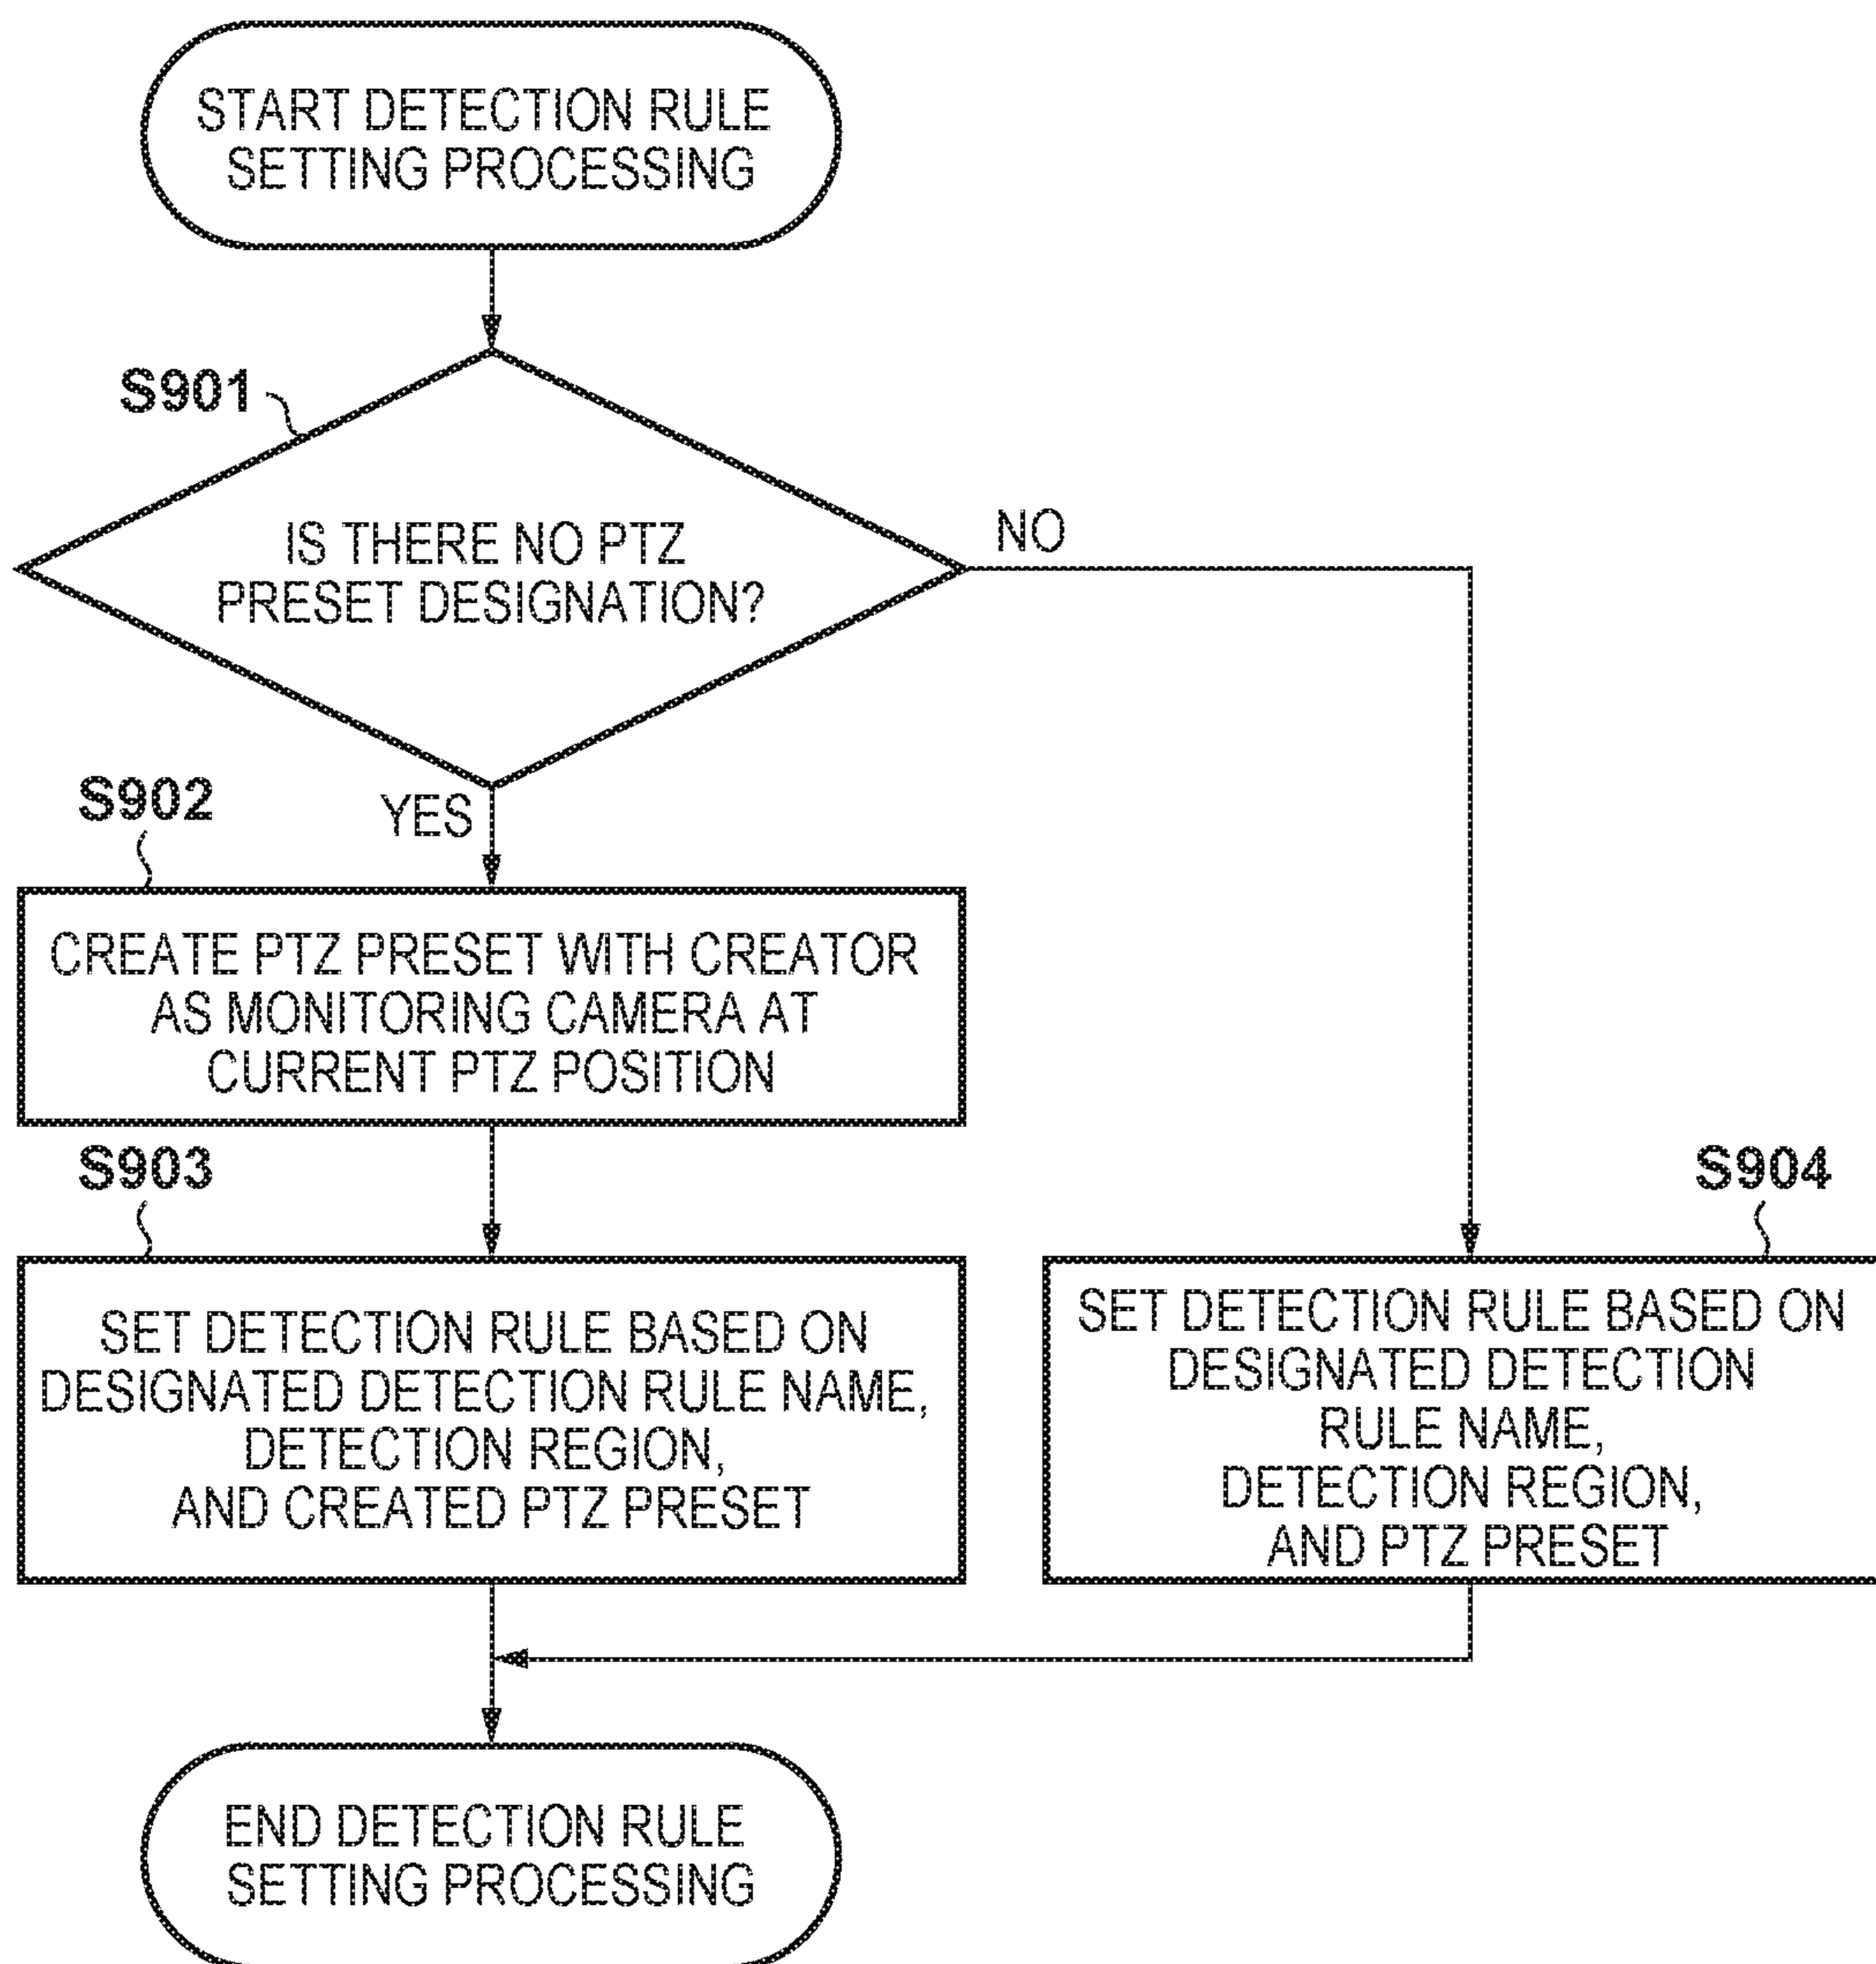 START DETECTION RULE
SETTING PROCESSING
S901
IS THERE NO PTZ
PRESET DESIGNATION?
NO
YES
S902
CREATE PTZ PRESET WITH CREATOR
AS MONITORING CAMERA AT
CURRENT PTZ POSITION
S903
SET DETECTION RULE BASED ON
DESIGNATED DETECTION RULE NAME,
DETECTION REGION,
AND CREATED PTZ PRESET
S904
SET DETECTION RULE BASED ON
DESIGNATED DETECTION
RULE NAME,
DETECTION REGION,
AND PTZ PRESET
END DETECTION RULE
SETTING PROCESSING